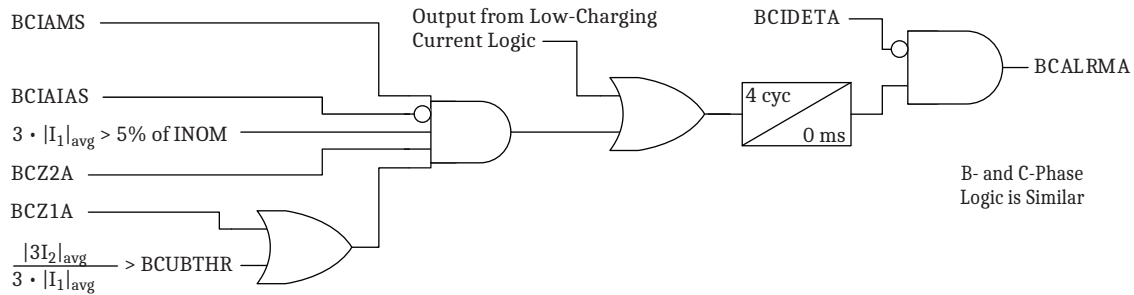 BCIAMS
Output from Low-Charging
Current Logic
BCIDETA
BCALRMA
BCIAIAS
4 cyc
0 ms
3 • |I1|avg > 5% of INOM
BCZ2A
B- and C-Phase
Logic is Similar
BCZ1A
|3I2|avg
3 • |I1|avg
> BCUBTHR